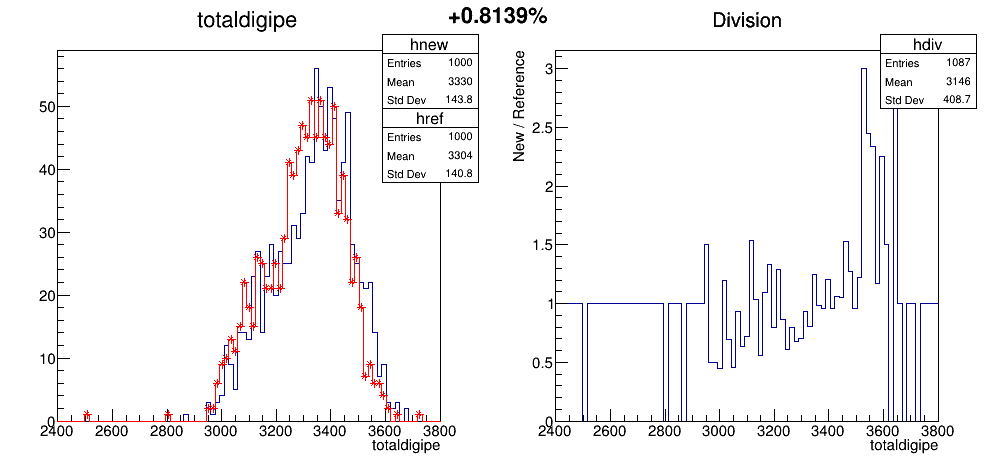 +0.8139%
totaldigipe
hnew
Entries 1000
Mean 3330
Std Dev 143.8
href
Entries 1000
Mean 3304
Std Dev 140.8
50
40
30
20
10
0
2400 2600 2800 3000 3200 3400 3600 3800
totaldigipe
Division
hdiv
Entries 1087
Mean 3146
Std Dev 408.7
New / Reference
3
2.5
2
1.5
1
0.5
0
2400 2600 2800 3000 3200 3400 3600 3800
totaldigipe